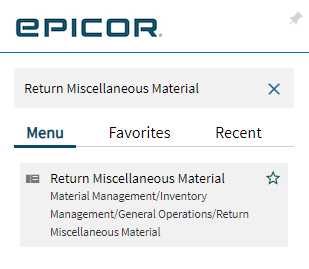 EPICOR
Return Miscellaneous Material
Menu Favorites Recent
Return Miscellaneous Material
Material Management/Inventory
Management/General Operations/Return
Miscellaneous Material